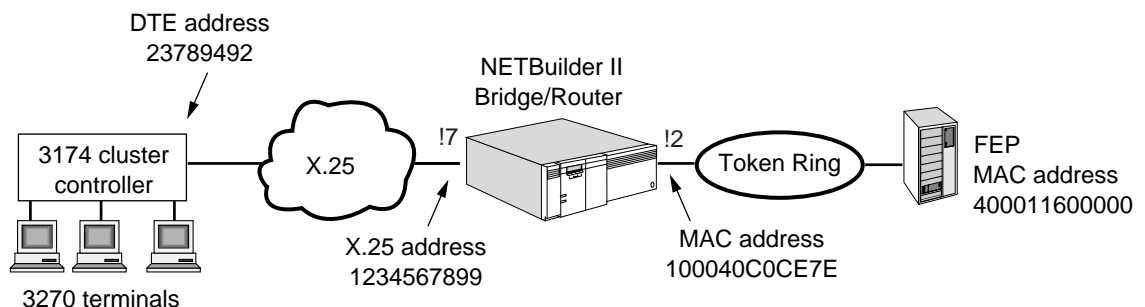 DTE address
23789492
NETBuilder II
Bridge/Router
3174 cluster
controller
X.25
!7
!2
Token Ring
FEP
MAC address
400011600000
X.25 address
1234567899
MAC address
100040C0CE7E
3270 terminals